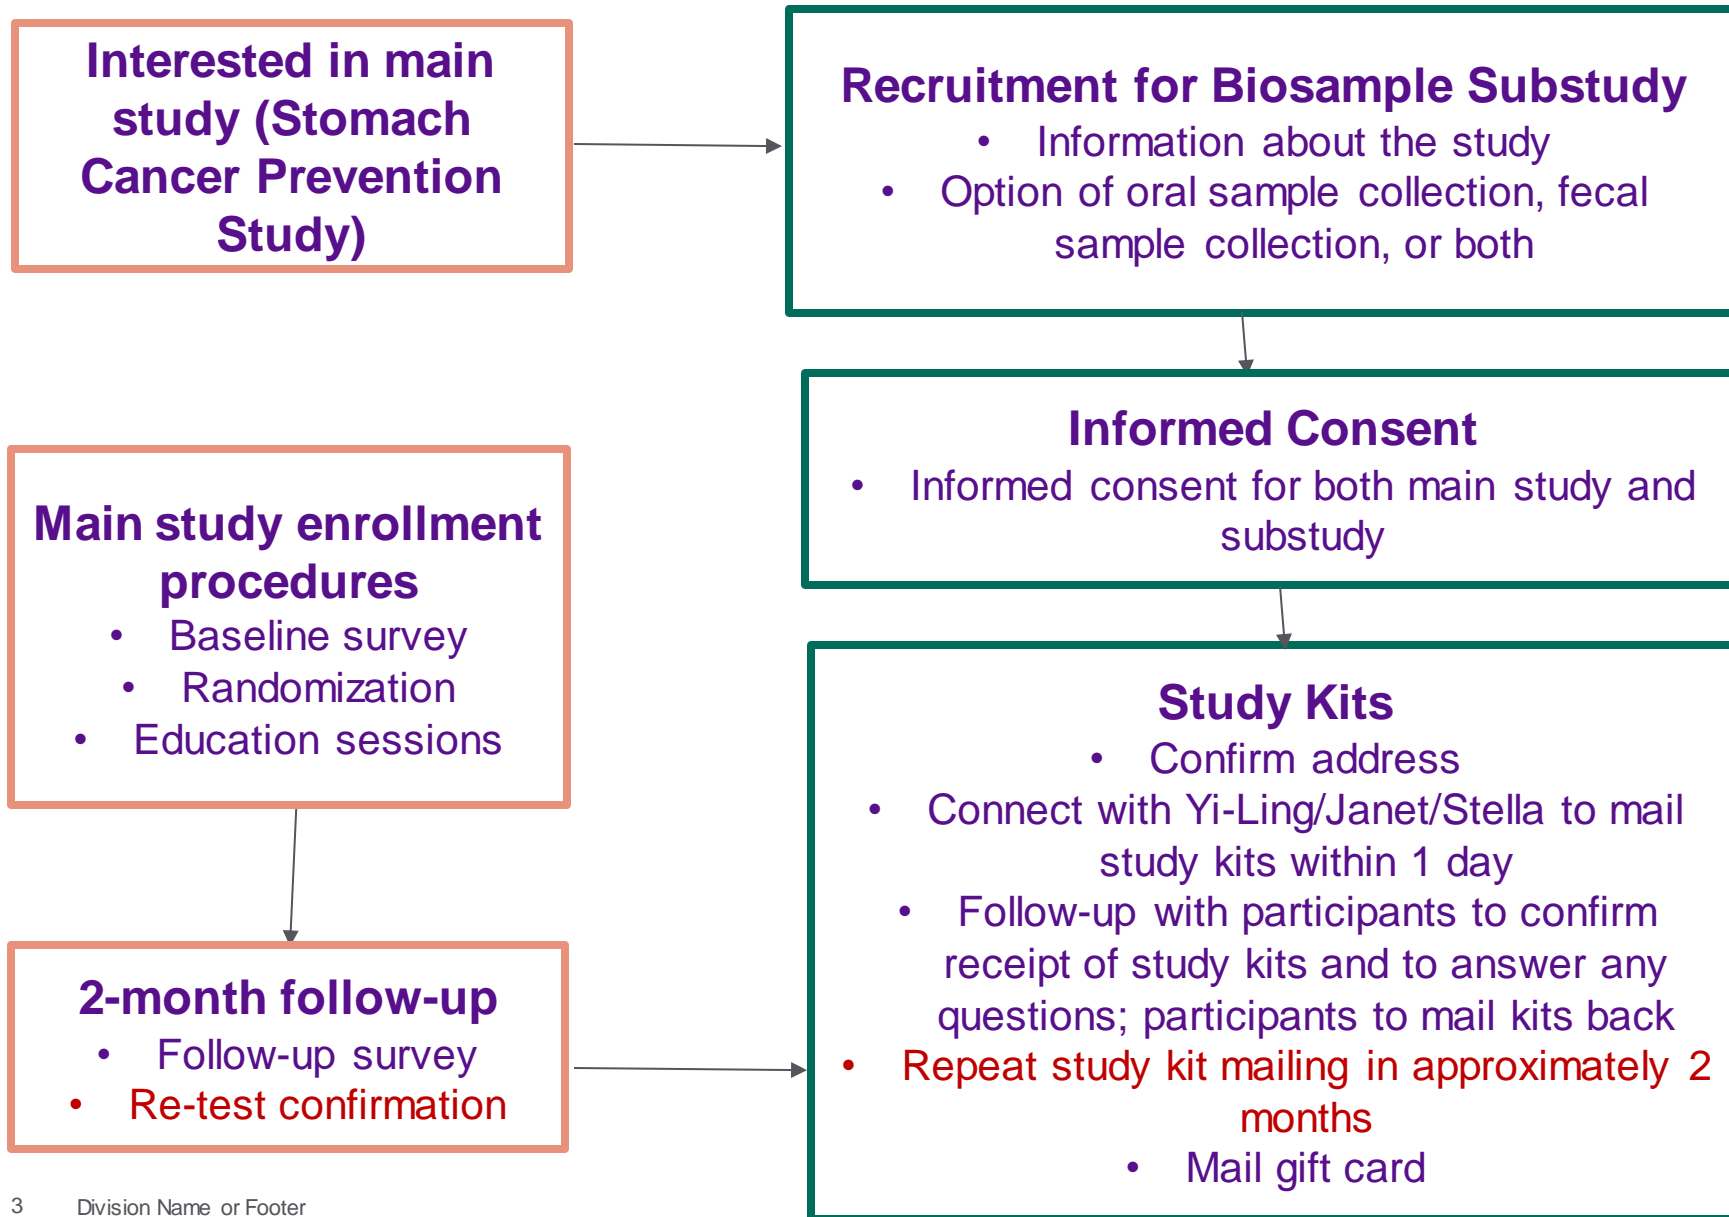 Interested in main
study (Stomach
Cancer Prevention
Study)
Recruitment for Biosample Substudy
• Information about the study
• Option of oral sample collection, fecal
sample collection, or both
Informed Consent
• Informed consent for both main study and
substudy
Main study enrollment
procedures
• Baseline survey
• Randomization
• Education sessions
Study Kits
• Confirm address
• Connect with Yi-Ling/Janet/Stella to mail
study kits within 1 day
• Follow-up with participants to confirm
receipt of study kits and to answer any
questions; participants to mail kits back
• Repeat study kit mailing in approximately 2
months
• Mail gift card
2-month follow-up
• Follow-up survey
• Re-test confirmation
3 Division Name or Footer